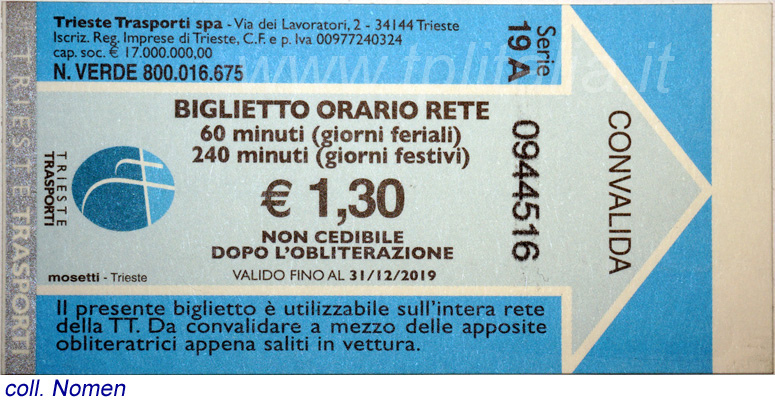 Trieste Trasporti spa - Via dei Lavoratori, 2 - 34144 Trieste
Iscriz. Reg. Imprese di Trieste, C.F. e p. Iva 00977240324
cap. soc. € 17.000.000,00
N. VERDE 800.016.675
www.tplitalia.it
Serie
19 A
0944516
CONVALIDA
TRIESTE TRASPORTI
BIGLIETTO ORARIO RETE
60 minuti (giorni feriali)
240 minuti (giorni festivi)
€ 1,30
NON CEDIBILE
DOPO L'OBLITERAZIONE
VALIDO FINO AL 31/12/2019
TRIESTE
TRASPORTI
mosetti - Trieste
Il presente biglietto è utilizzabile sull'intera rete
della TT. Da convalidare a mezzo delle apposite
obliteratrici appena saliti in vettura.
coll. Nomen